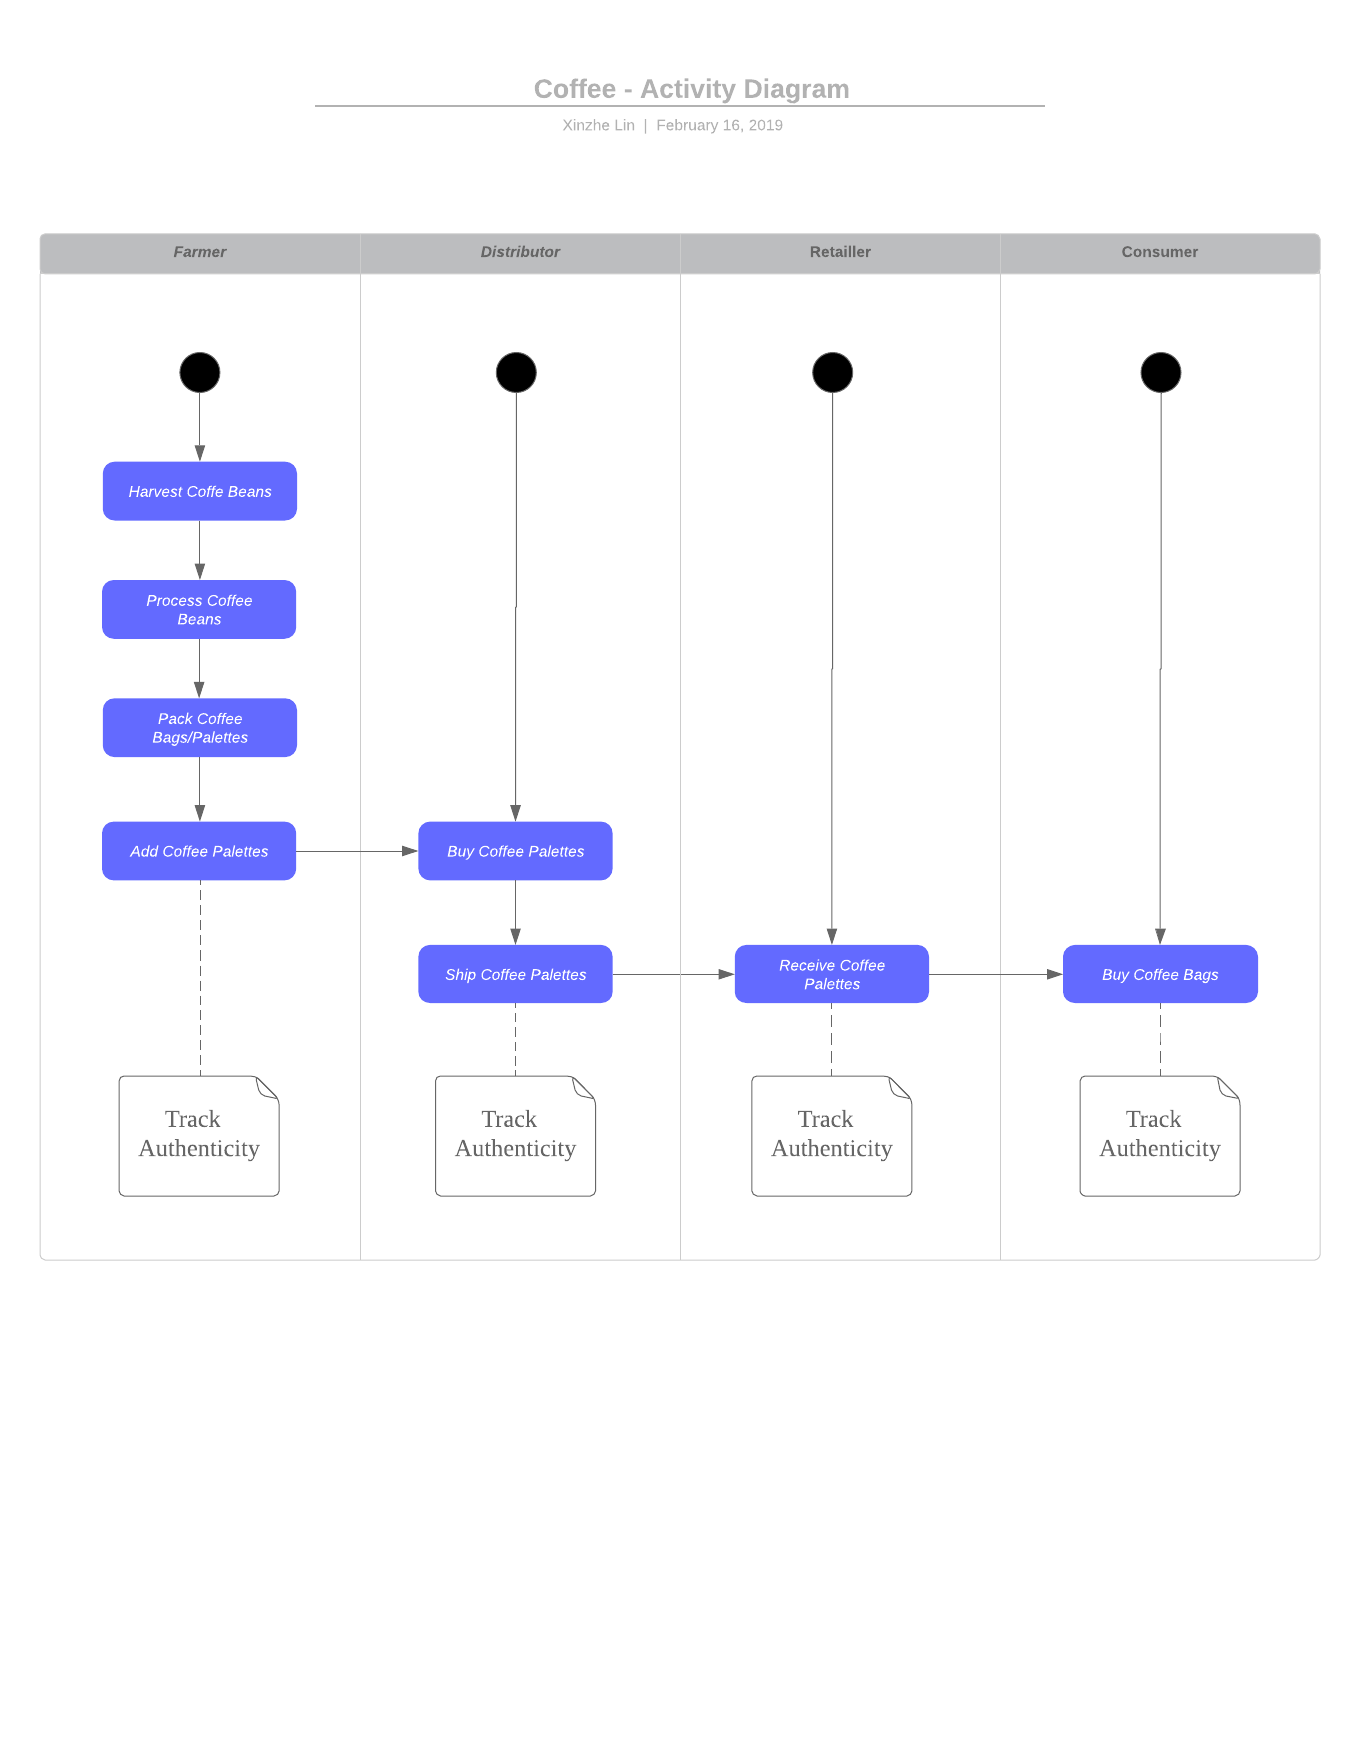 Coffee - Activity Diagram
Xinzhe Lin | February 16, 2019
Farmer
Distributor
Retailler
Consumer
Harvest Coffe Beans
Process Coffee
Beans
Pack Coffee
Bags/Palettes
Add Coffee Palettes
Buy Coffee Palettes
Ship Coffee Palettes
Receive Coffee
Palettes
Buy Coffee Bags
Track
Authenticity
Track
Authenticity
Track
Authenticity
Track
Authenticity